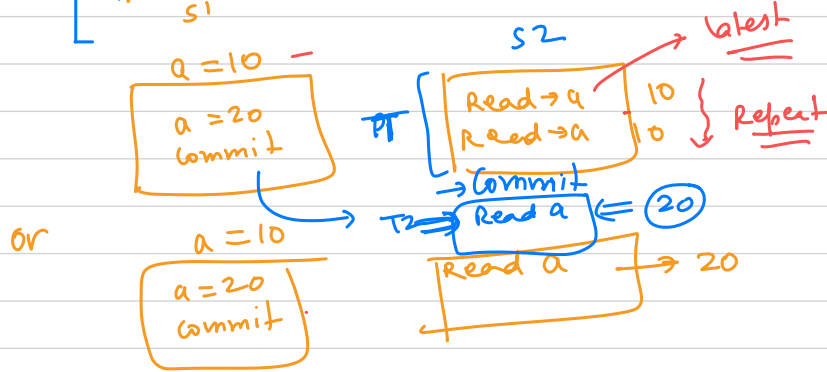 S1
S2
latest
a = 10
a = 20
commit
Read → a 10
Read → a 10
Repeat
→ Commit
T2 Read a 20
or
a = 10
a = 20
commit
Read a → 20